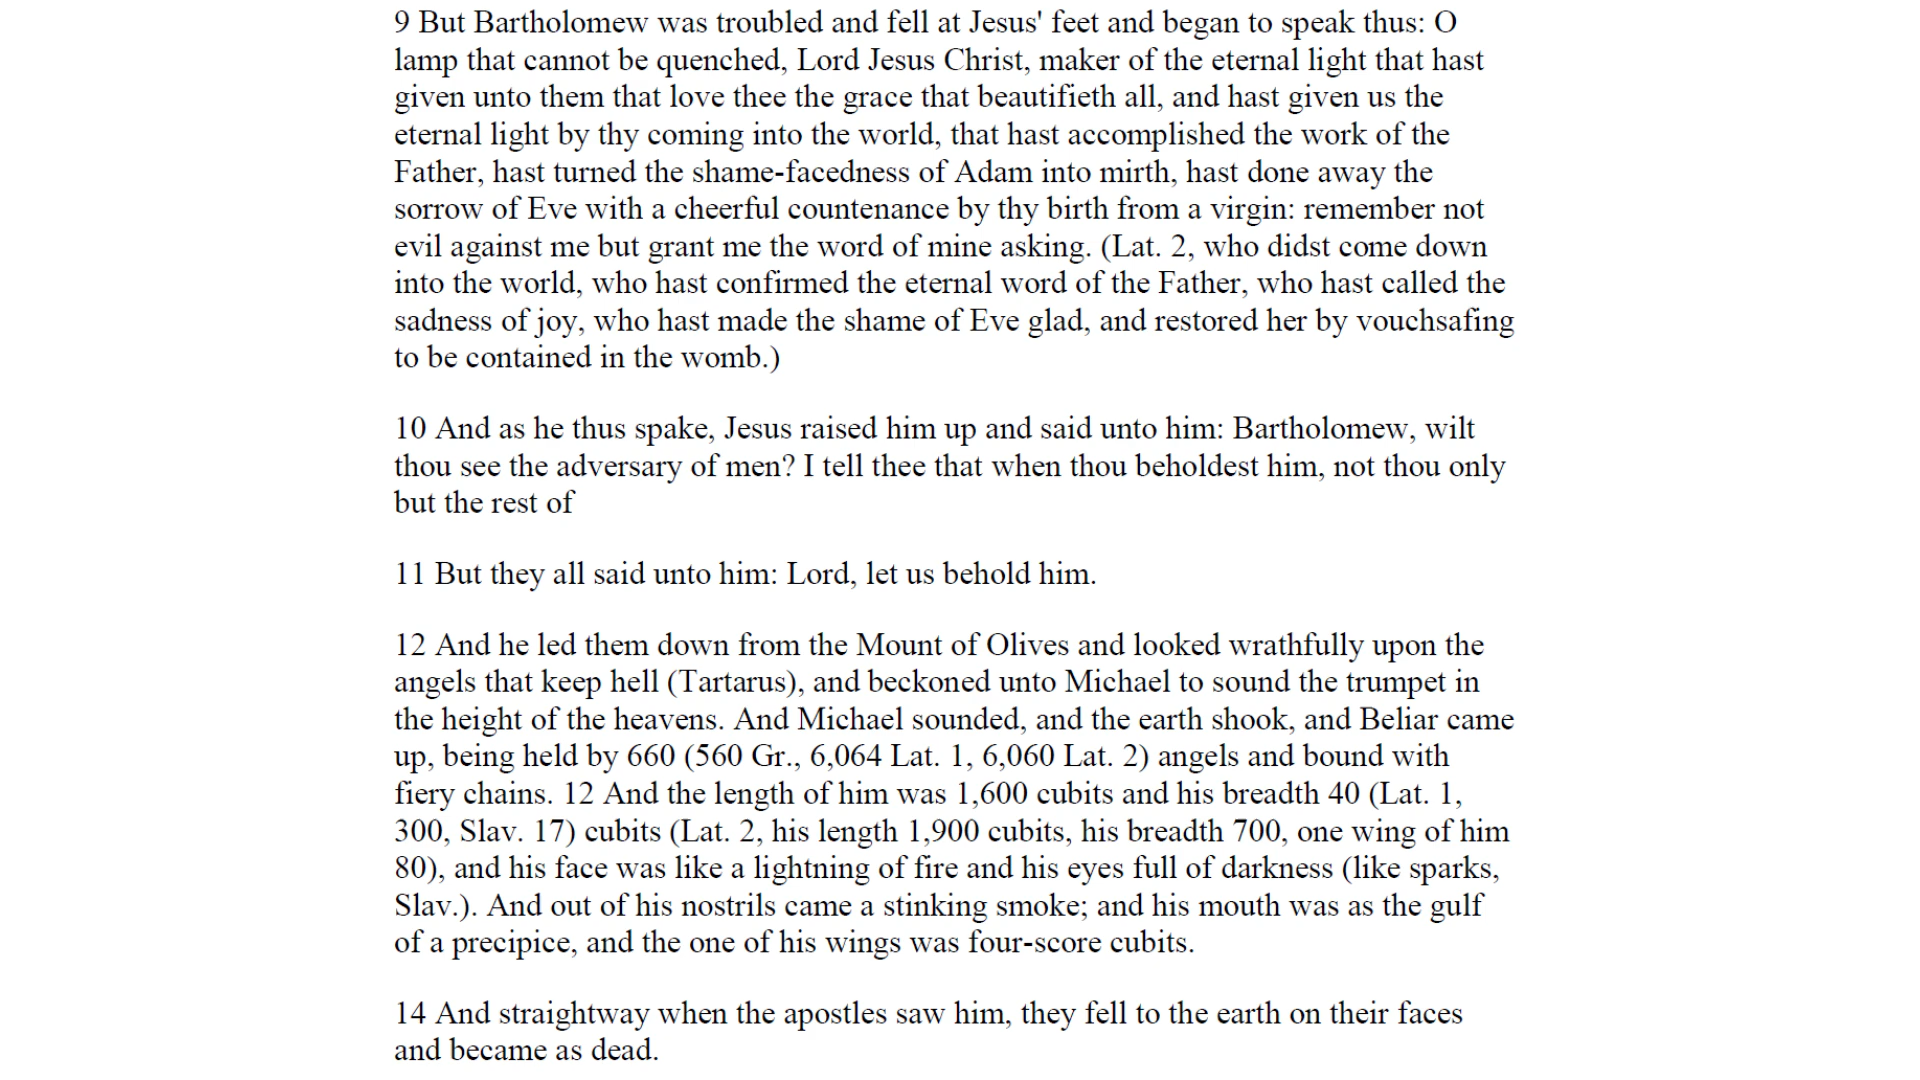 9 But Bartholomew was troubled and fell at Jesus' feet and began to speak thus: O
lamp that cannot be quenched, Lord Jesus Christ, maker of the eternal light that hast
given unto them that love thee the grace that beautifieth all, and hast given us the
eternal light by thy coming into the world, that hast accomplished the work of the
Father, hast turned the shame-facedness of Adam into mirth, hast done away the
sorrow of Eve with a cheerful countenance by thy birth from a virgin: remember not
evil against me but grant me the word of mine asking. (Lat. 2, who didst come down
into the world, who hast confirmed the eternal word of the Father, who hast called the
sadness of joy, who hast made the shame of Eve glad, and restored her by vouchsafing
to be contained in the womb.)
10 And as he thus spake, Jesus raised him up and said unto him: Bartholomew, wilt
thou see the adversary of men? I tell thee that when thou beholdest him, not thou only
but the rest of
11 But they all said unto him: Lord, let us behold him.
12 And he led them down from the Mount of Olives and looked wrathfully upon the
angels that keep hell (Tartarus), and beckoned unto Michael to sound the trumpet in
the height of the heavens. And Michael sounded, and the earth shook, and Beliar came
up, being held by 660 (560 Gr., 6,064 Lat. 1, 6,060 Lat. 2) angels and bound with
fiery chains. 12 And the length of him was 1,600 cubits and his breadth 40 (Lat. 1,
300, Slav. 17) cubits (Lat. 2, his length 1,900 cubits, his breadth 700, one wing of him
80), and his face was like a lightning of fire and his eyes full of darkness (like sparks,
Slav.). And out of his nostrils came a stinking smoke; and his mouth was as the gulf
of a precipice, and the one of his wings was four-score cubits.
14 And straightway when the apostles saw him, they fell to the earth on their faces
and became as dead.